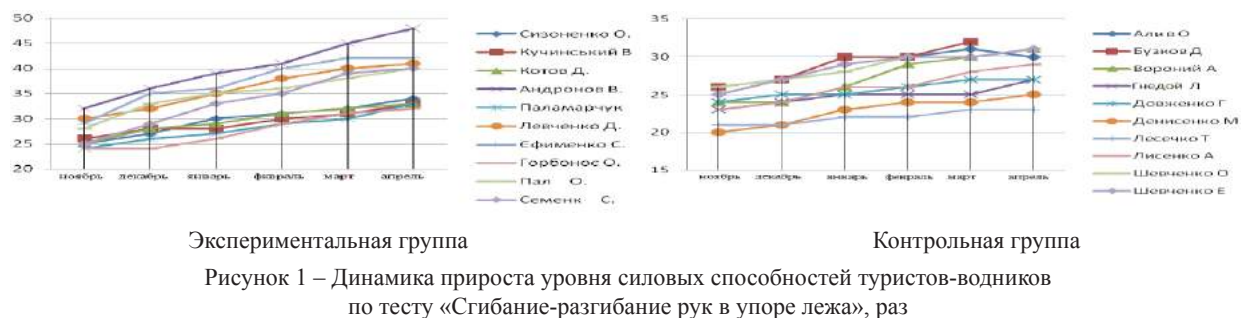 50
45
40
35
30
25
20
ноябрь декабрь январь февраль март апрель
Сизоненко О.
Кучинський В
Котов Д.
Андронов В.
Паламарчук
Левченко Д.
Ефименко С.
Горбонос О.
Пал О.
Семенк С.
35
30
25
20
15
ноябрь декабрь январь февраль март апрель
Алиев О
Бузков Д
Вороний А
Гнедой Л
Довженко Г
Денисенко М
Лесечко Т
Лисенко А
Шевченко О
Шевченко Е
Экспериментальная группа
Контрольная группа
Рисунок 1 – Динамика прироста уровня силовых способностей туристов-водников
по тесту «Сгибание-разгибание рук в упоре лежа», раз